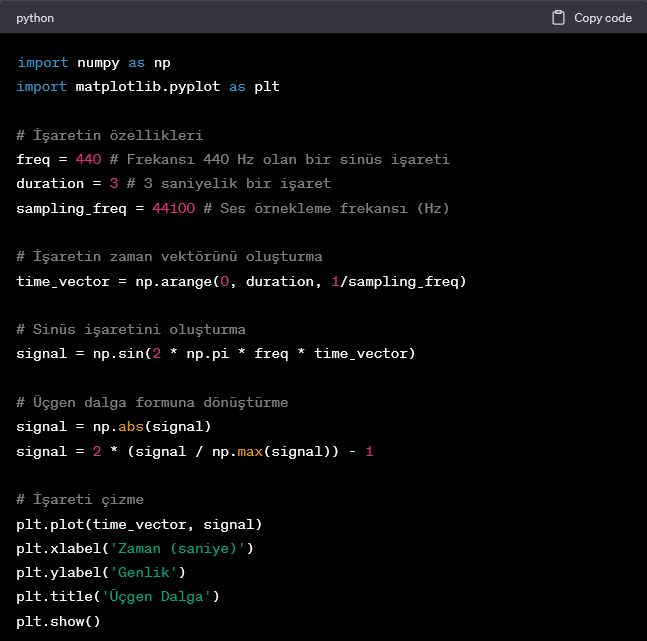 python
Copy code
import numpy as np
import matplotlib.pyplot as plt
# İşaretin özellikleri
freq = 440 # Frekansı 440 Hz olan bir sinüs işareti
duration = 3 # 3 saniyelik bir işaret
sampling_freq = 44100 # Ses örnekleme frekansı (Hz)
# İşaretin zaman vektörünü oluşturma
time_vector = np.arange(0, duration, 1/sampling_freq)
# Sinüs işaretini oluşturma
signal = np.sin(2 * np.pi * freq * time_vector)
# Üçgen dalga formuna dönüştürme
signal = np.abs(signal)
signal = 2 * (signal / np.max(signal)) - 1
# İşareti çizme
plt.plot(time_vector, signal)
plt.xlabel('Zaman (saniye)')
plt.ylabel('Genlik')
plt.title('Üçgen Dalga')
plt.show()